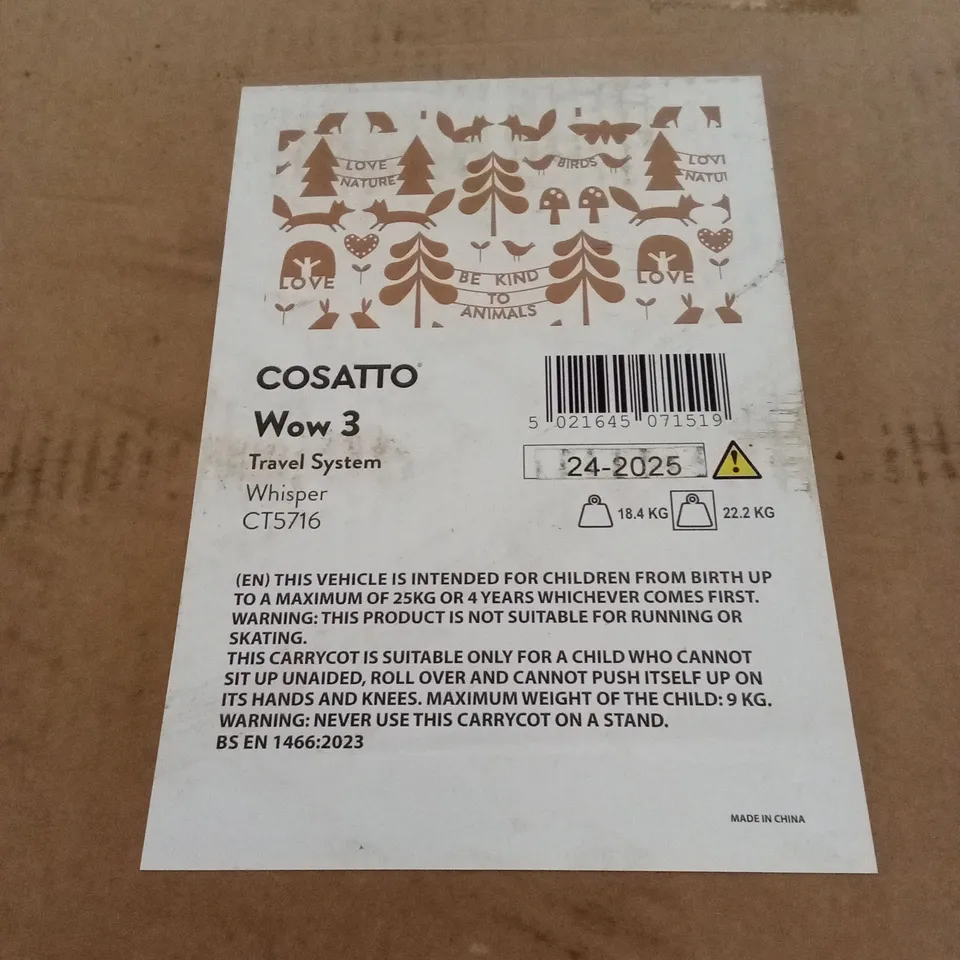 LOVE
NATURE
BIRDS
LOVI
NATUI
LOVE
BE KIND
TO
ANIMALS
LOVE
COSATTO
Wow 3
Travel System
Whisper
CT5716
5 021645 071519
24-2025
18.4 KG
22.2 KG
(EN) THIS VEHICLE IS INTENDED FOR CHILDREN FROM BIRTH UP
TO A MAXIMUM OF 25KG OR 4 YEARS WHICHEVER COMES FIRST.
WARNING: THIS PRODUCT IS NOT SUITABLE FOR RUNNING OR
SKATING.
THIS CARRYCOT IS SUITABLE ONLY FOR A CHILD WHO CANNOT
SIT UP UNAIDED, ROLL OVER AND CANNOT PUSH ITSELF UP ON
ITS HANDS AND KNEES. MAXIMUM WEIGHT OF THE CHILD: 9 KG.
WARNING: NEVER USE THIS CARRYCOT ON A STAND.
BS EN 1466:2023
MADE IN CHINA